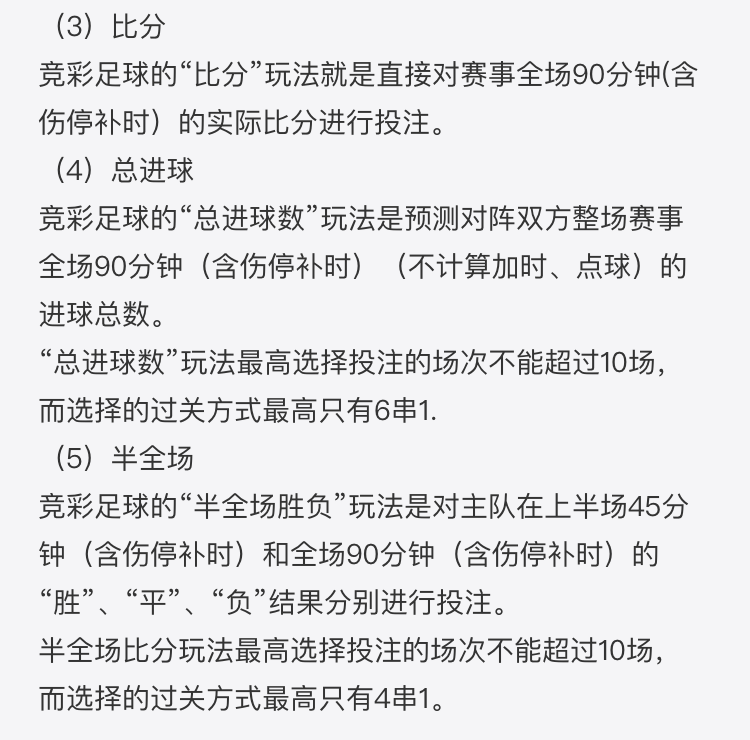 （3）比分
竞彩足球的“比分”玩法就是直接对赛事全场90分钟(含
伤停补时）的实际比分进行投注。
（4）总进球
竞彩足球的“总进球数”玩法是预测对阵双方整场赛事
全场90分钟（含伤停补时）（不计算加时、点球）的
进球总数。
“总进球数”玩法最高选择投注的场次不能超过10场，
而选择的过关方式最高只有6串1.
（5）半全场
竞彩足球的“半全场胜负”玩法是对主队在上半场45分
钟（含伤停补时）和全场90分钟（含伤停补时）的
“胜”、“平”、“负”结果分别进行投注。
半全场比分玩法最高选择投注的场次不能超过10场，
而选择的过关方式最高只有4串1。